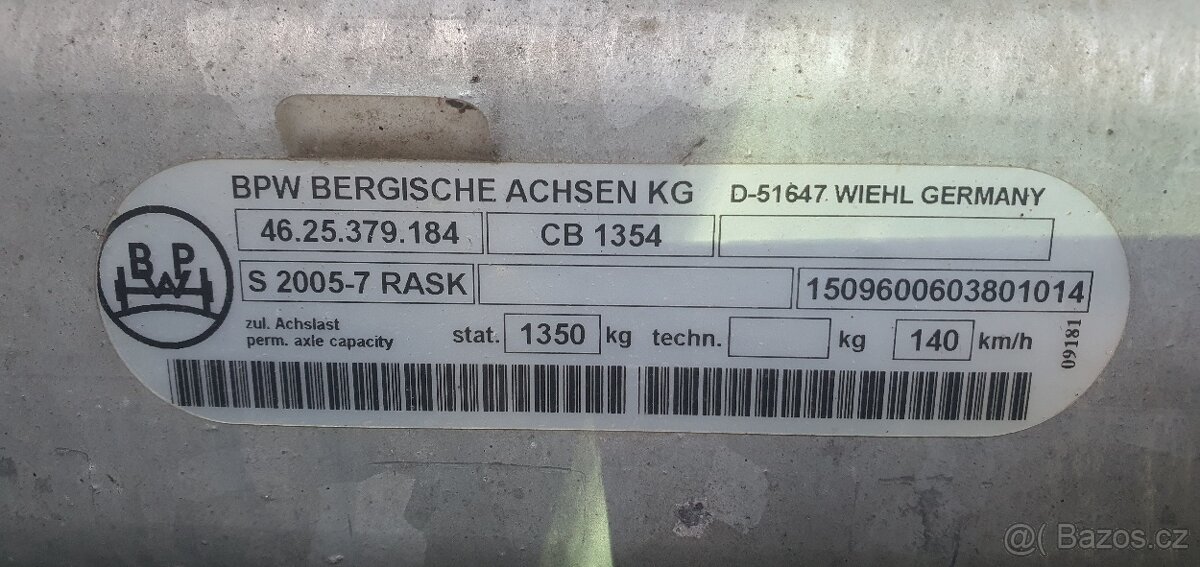 BPW BERGISCHE ACHSEN KG D-51647 WIEHL GERMANY
BPW
46.25.379.184 CB 1354
S 2005-7 RASK 1509600603801014
zul. Achslast
perm. axle capacity stat. 1350 kg techn. kg 140 km/h
09181
@( Bazos.cz